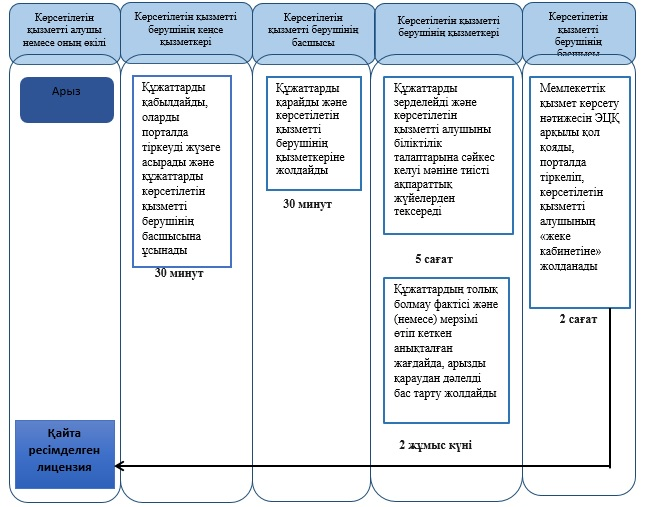 Көрсетілетін
қызметті алушы
немесе оның өкілі
Көрсетілетін қызметті
берушінің кеңсе
қызметкері
Көрсетілетін
қызметті берушінің
басшысы
Көрсетілетін қызметті
берушінің қызметкері
Көрсетілетін
қызметті
берушінің
басшысы
Арыз
Құжаттарды
қабылдайды,
оларды
порталда
тіркеуді жүзеге
асырады және
құжаттарды
көрсетілетін
қызметті
берушінің
басшысына
ұсынады
30 минут
Құжаттарды
қарайды және
көрсетілетін
қызметті
берушінің
қызметкеріне
жолдайды
30 минут
Құжаттарды
зерделейді және
көрсетілетін
қызметті алушыны
біліктілік
талаптарына сәйкес
келуі мәніне тиісті
ақпараттық
жүйелерден
тексереді
5 сағат
Құжаттардың толық
болмау фактісі және
(немесе) мерзімі
өтіп кеткен
анықталған
жағдайда, арызды
қараудан дәлелді
бас тарту жолдайды
2 жұмыс күні
Мемлекеттік
қызмет көрсету
нәтижесін ЭЦҚ
арқылы қол
қояды,
порталда
тіркеліп,
көрсетілетін
қызметті
алушының
«жеке
кабинетіне»
жолданады
2 сағат
Қайта
ресімделген
лицензия